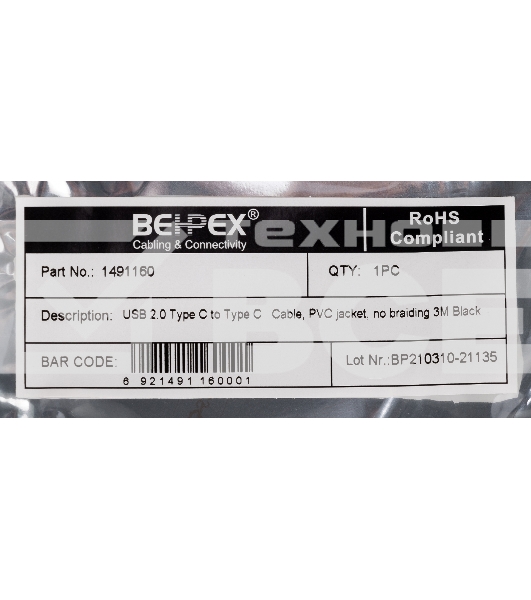 BEHPEX®
Cabling & Connectivity
RoHS
Compliant
Part No.: 1491160
QTY: 1PC
Description: USB 2.0 Type C to Type C Cable, PVC jacket, no braiding 3M Black
BAR CODE:
6 921491 160001
Lot Nr.:BP210310-21135